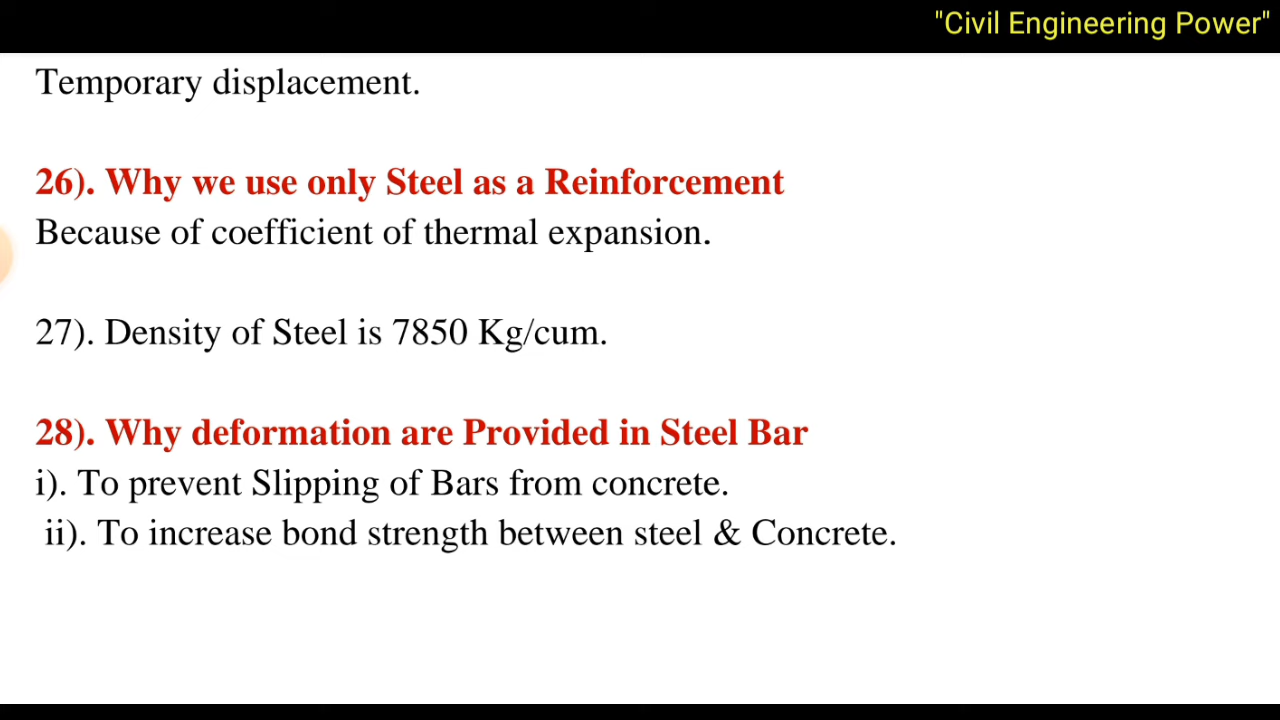 "Civil Engineering Power"
Temporary displacement.
26). Why we use only Steel as a Reinforcement
Because of coefficient of thermal expansion.
27). Density of Steel is 7850 Kg/cum.
28). Why deformation are Provided in Steel Bar
i). To prevent Slipping of Bars from concrete.
ii). To increase bond strength between steel & Concrete.